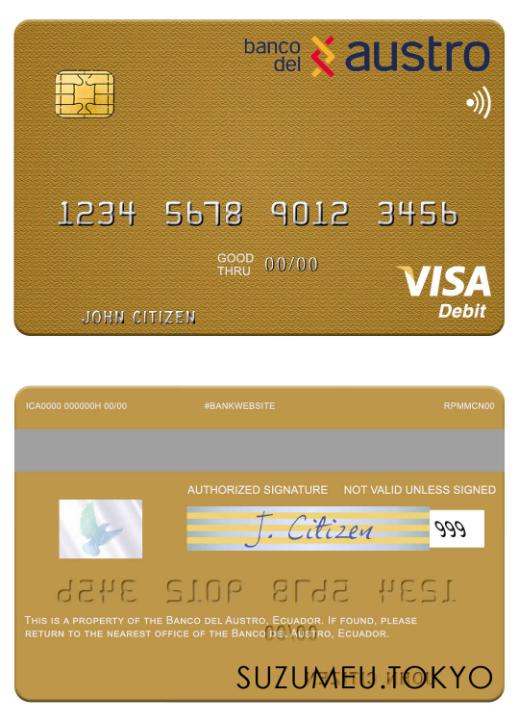 banco del austro
1234 5678 9012 3456
GOOD THRU 00/00
VISA
Debit
JOHN CITIZEN
ICA0000 000000H 00/00 #BANKWEBSITE RPMMCN00
AUTHORIZED SIGNATURE NOT VALID UNLESS SIGNED
J. Citizen 999
THIS IS A PROPERTY OF THE BANCO DEL AUSTRO, ECUADOR. IF FOUND, PLEASE
RETURN TO THE NEAREST OFFICE OF THE BANCO DEL AUSTRO, ECUADOR.
SUZUMEU.TOKYO